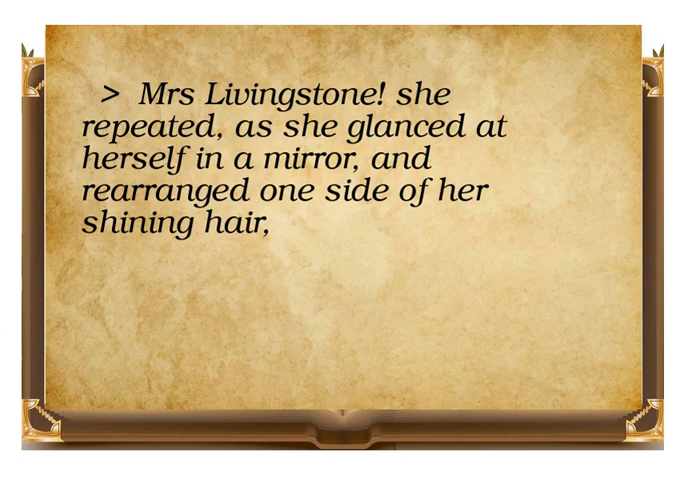 > Mrs Livingstone! she
repeated, as she glanced at
herself in a mirror, and
rearranged one side of her
shining hair,